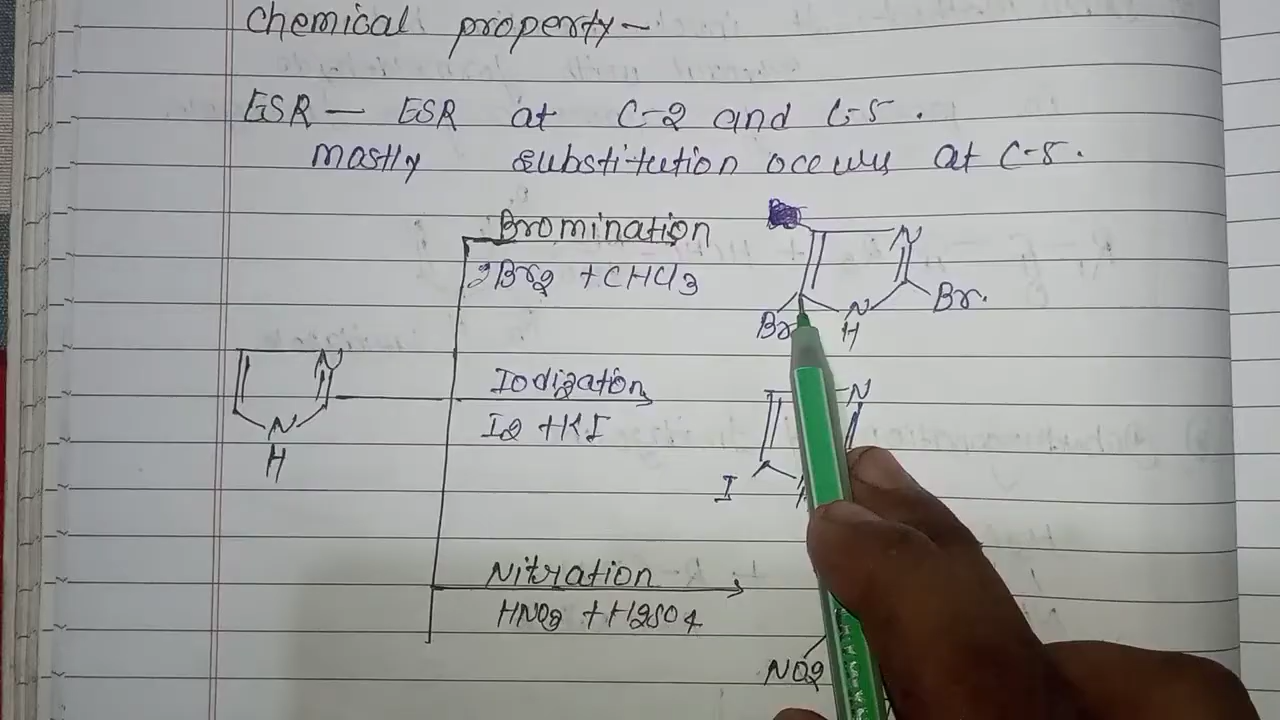 Chemical property –
ESR — ESR at C-2 and C-5.
mostly substitution occurs at C-5.
Bromination
2Br2 + CHCl3
N
Br
N
H
Br.
N
N
H
Iodization
I2 + KI
N
I
Nitration
HNO3 + H2SO4
NO2